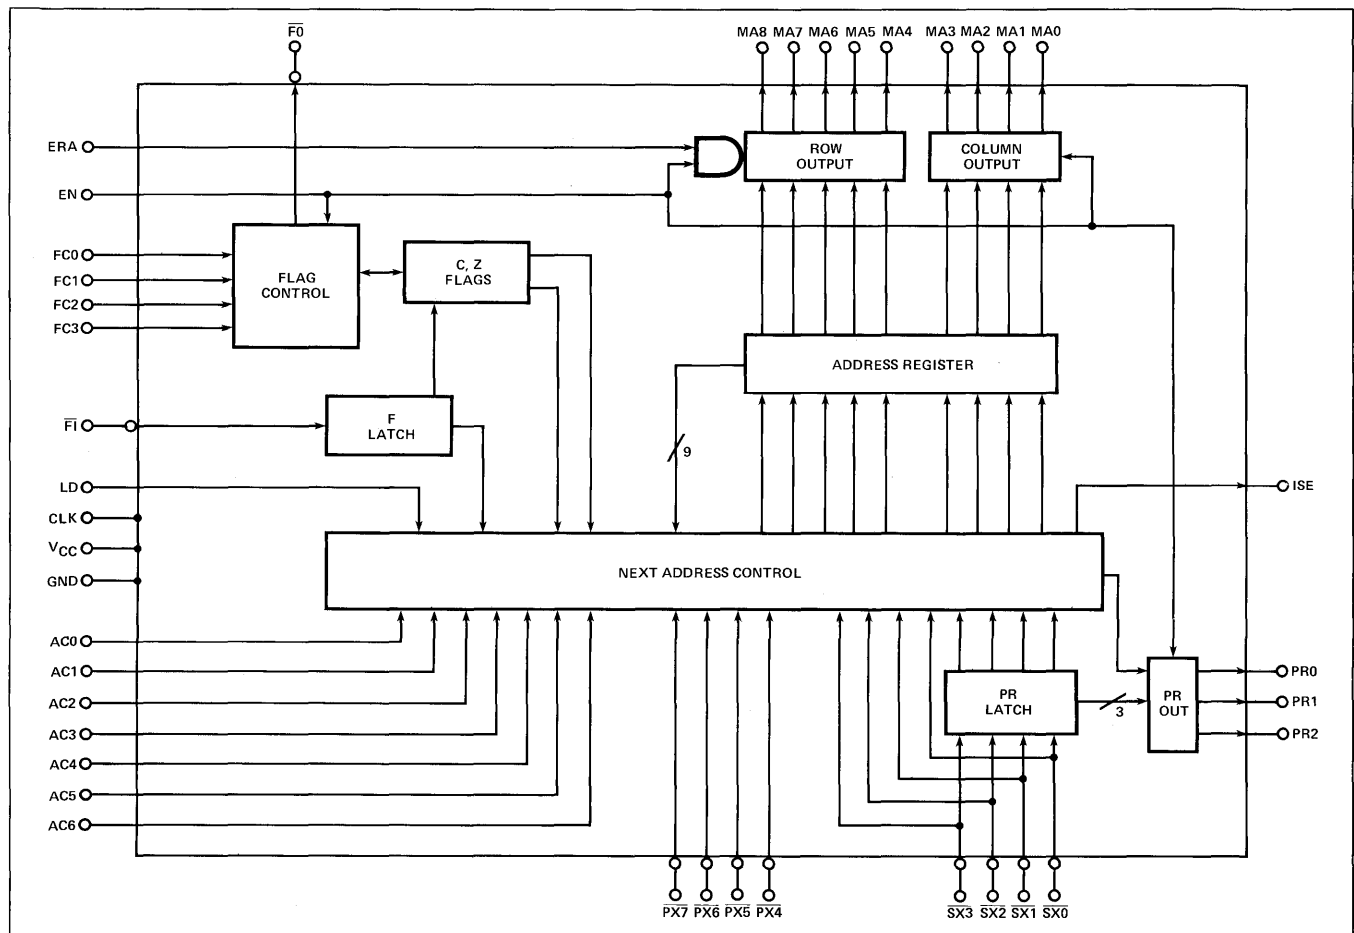 F0
MA8 MA7 MA6 MA5 MA4 MA3 MA2 MA1 MA0
ERA
EN
ROW
OUTPUT
COLUMN
OUTPUT
FC0
FC1
FC2
FC3
FLAG
CONTROL
C, Z
FLAGS
ADDRESS REGISTER
FI
F
LATCH
9
LD
CLK
VCC
GND
ISE
NEXT ADDRESS CONTROL
AC0
AC1
AC2
AC3
AC4
AC5
AC6
PR
LATCH
3
PR
OUT
PR0
PR1
PR2
PX7 PX6 PX5 PX4 SX3 SX2 SX1 SX0